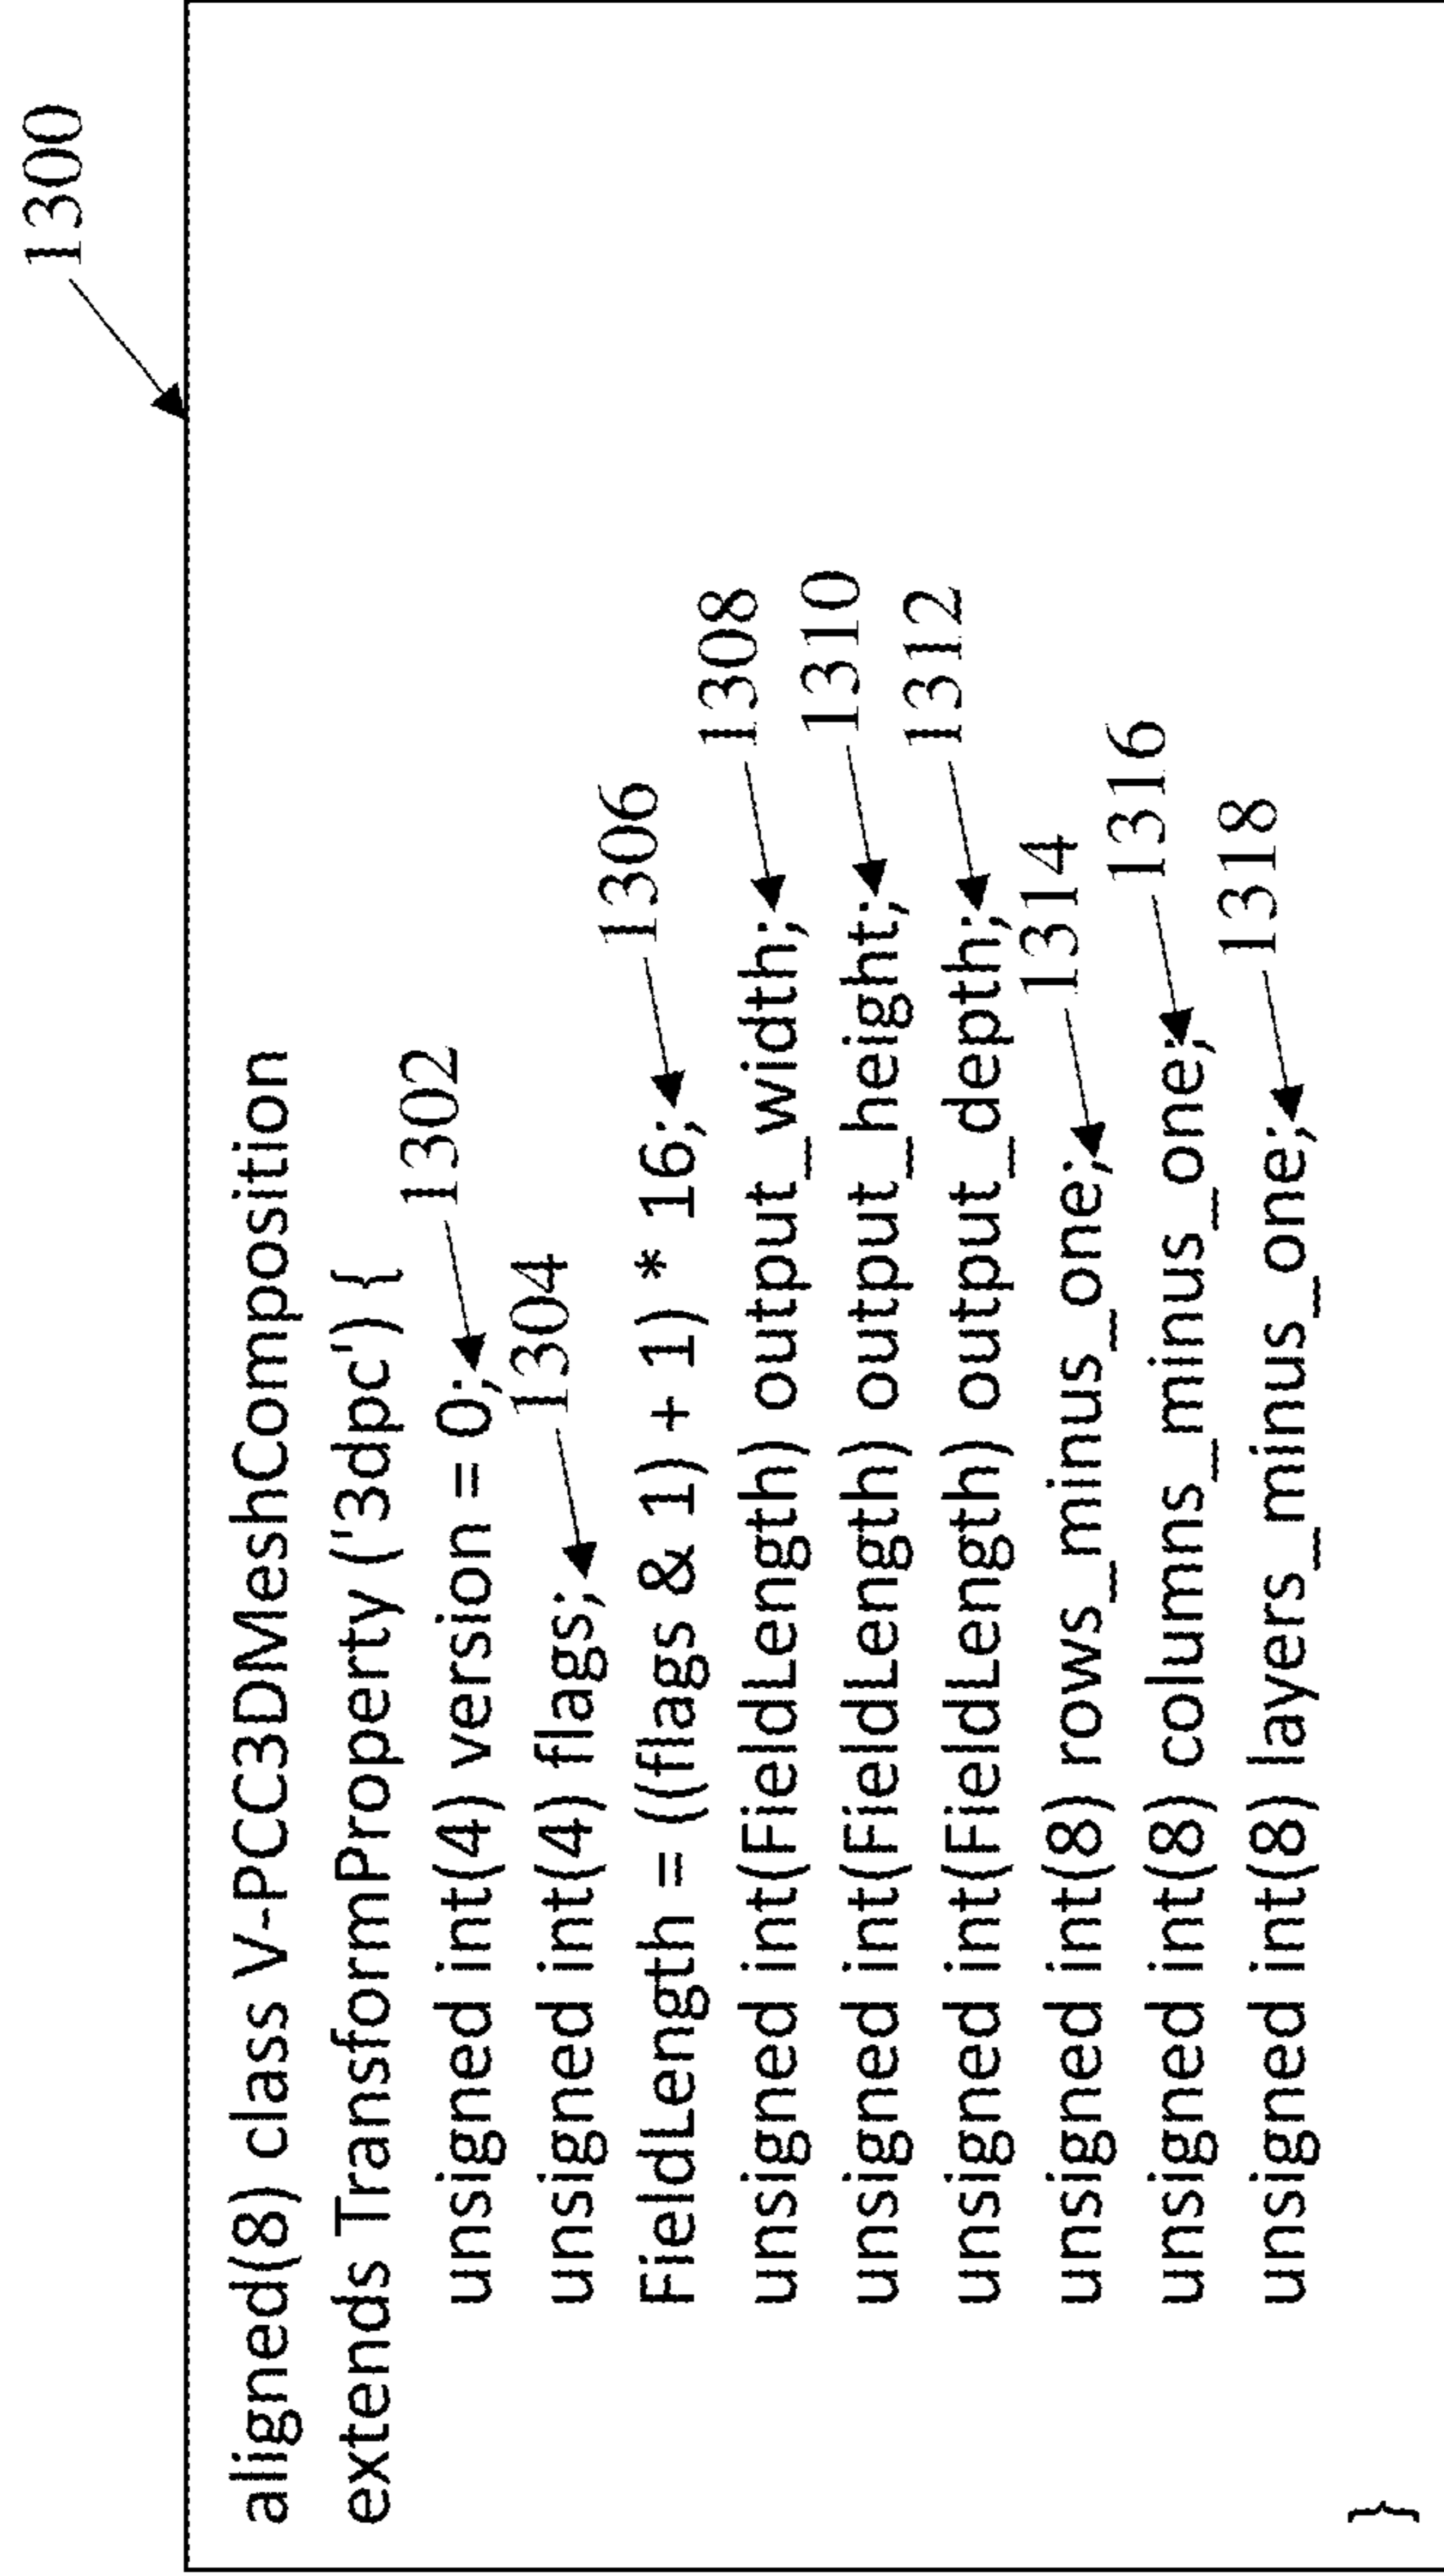 1300
aligned(8) class V-PCC3DMeshComposition
extends TransformProperty ('3dpc') {
unsigned int(4) version = 0; 1302
unsigned int(4) flags; 1304
FieldLength = ((flags & 1) + 1) * 16; 1306
unsigned int(FieldLength) output_width; 1308
unsigned int(FieldLength) output_height; 1310
unsigned int(FieldLength) output_depth; 1312
unsigned int(8) rows_minus_one; 1314
unsigned int(8) columns_minus_one; 1316
unsigned int(8) layers_minus_one; 1318
}